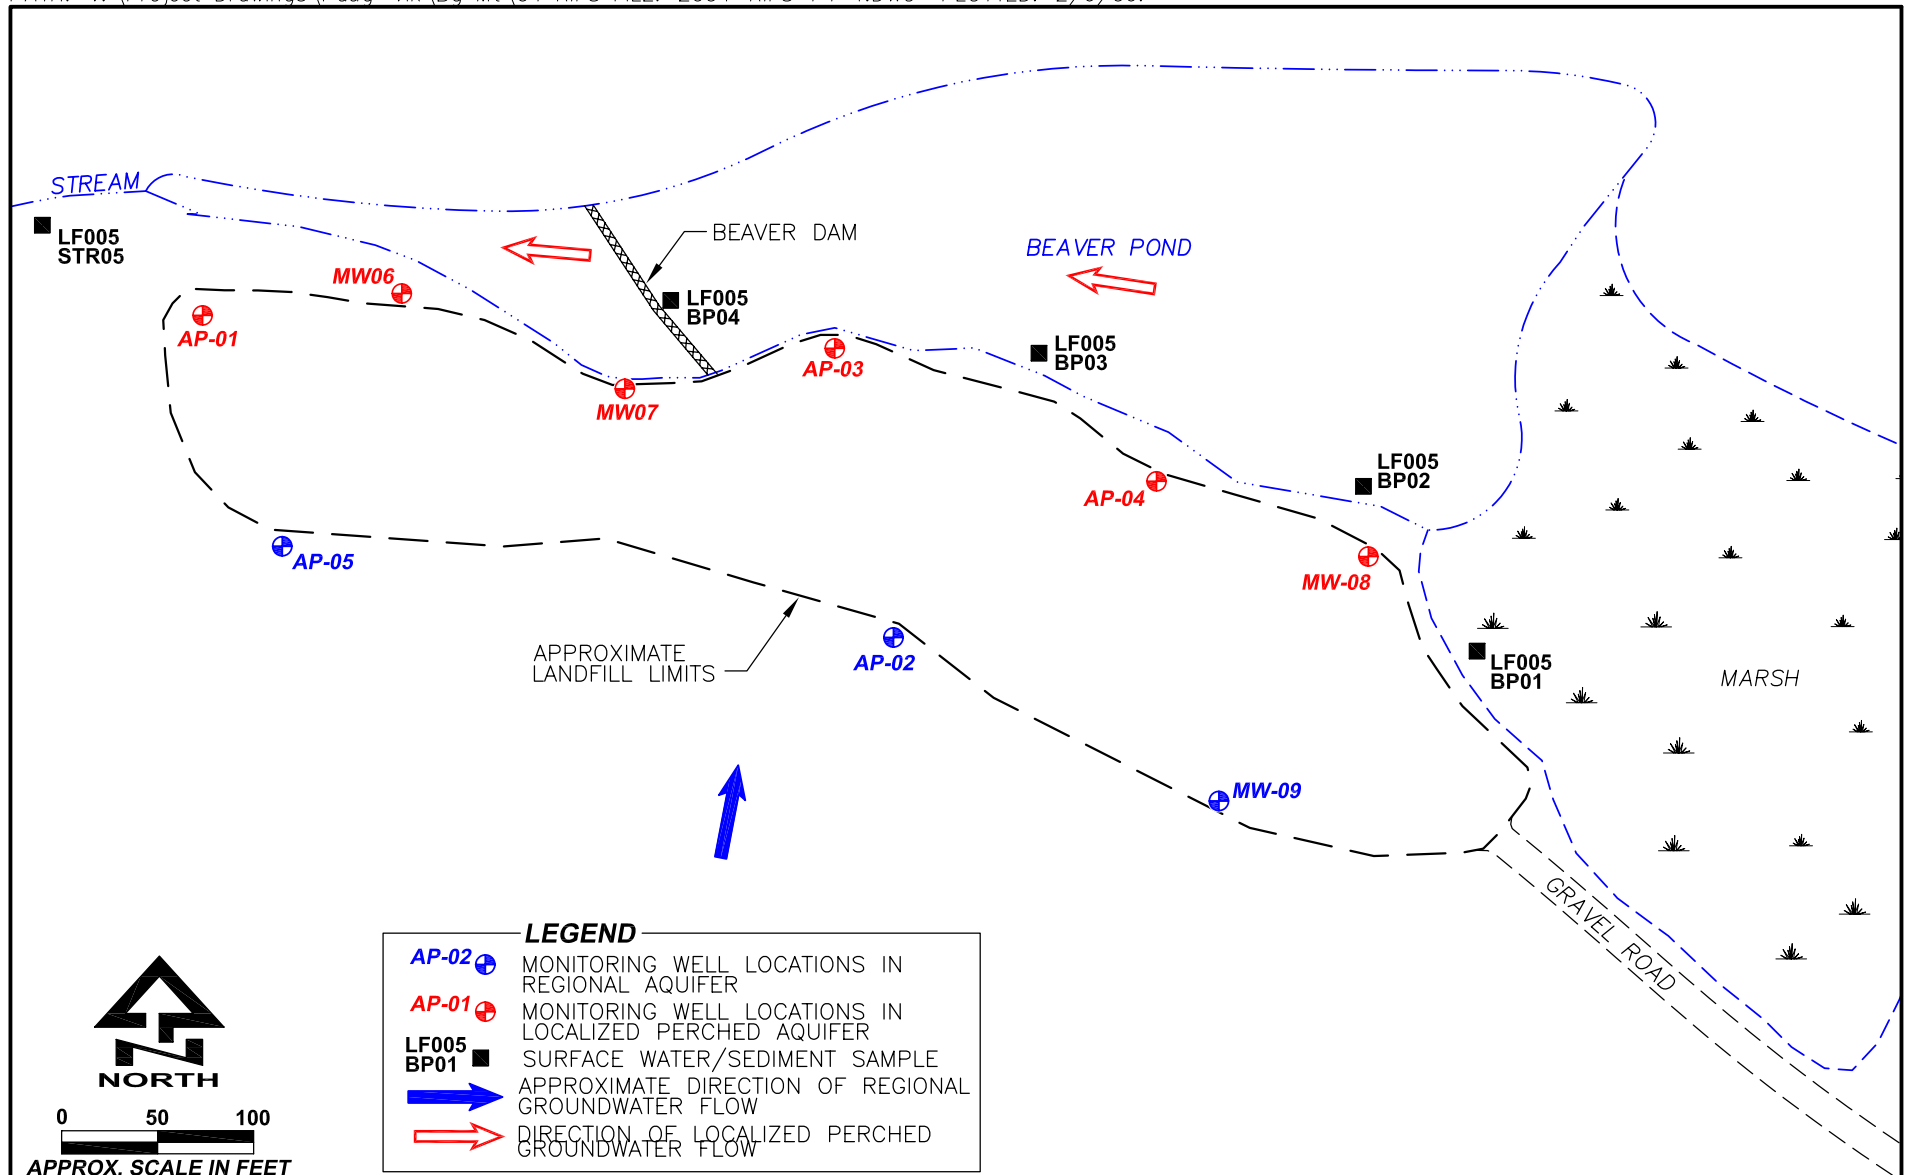 STREAM
LF005
STR05
MW06
AP-01
BEAVER DAM
LF005
BP04
BEAVER POND
LF005
BP03
AP-03
MW07
LF005
BP02
AP-04
MW-08
AP-05
APPROXIMATE
LANDFILL LIMITS
AP-02
LF005
BP01
MARSH
MW-09
GRAVEL ROAD
NORTH
0 50 100
APPROX. SCALE IN FEET
LEGEND
AP-02 MONITORING WELL LOCATIONS IN
REGIONAL AQUIFER
AP-01 MONITORING WELL LOCATIONS IN
LOCALIZED PERCHED AQUIFER
LF005
BP01 SURFACE WATER/SEDIMENT SAMPLE
APPROXIMATE DIRECTION OF REGIONAL
GROUNDWATER FLOW
DIRECTION OF LOCALIZED PERCHED
GROUNDWATER FLOW